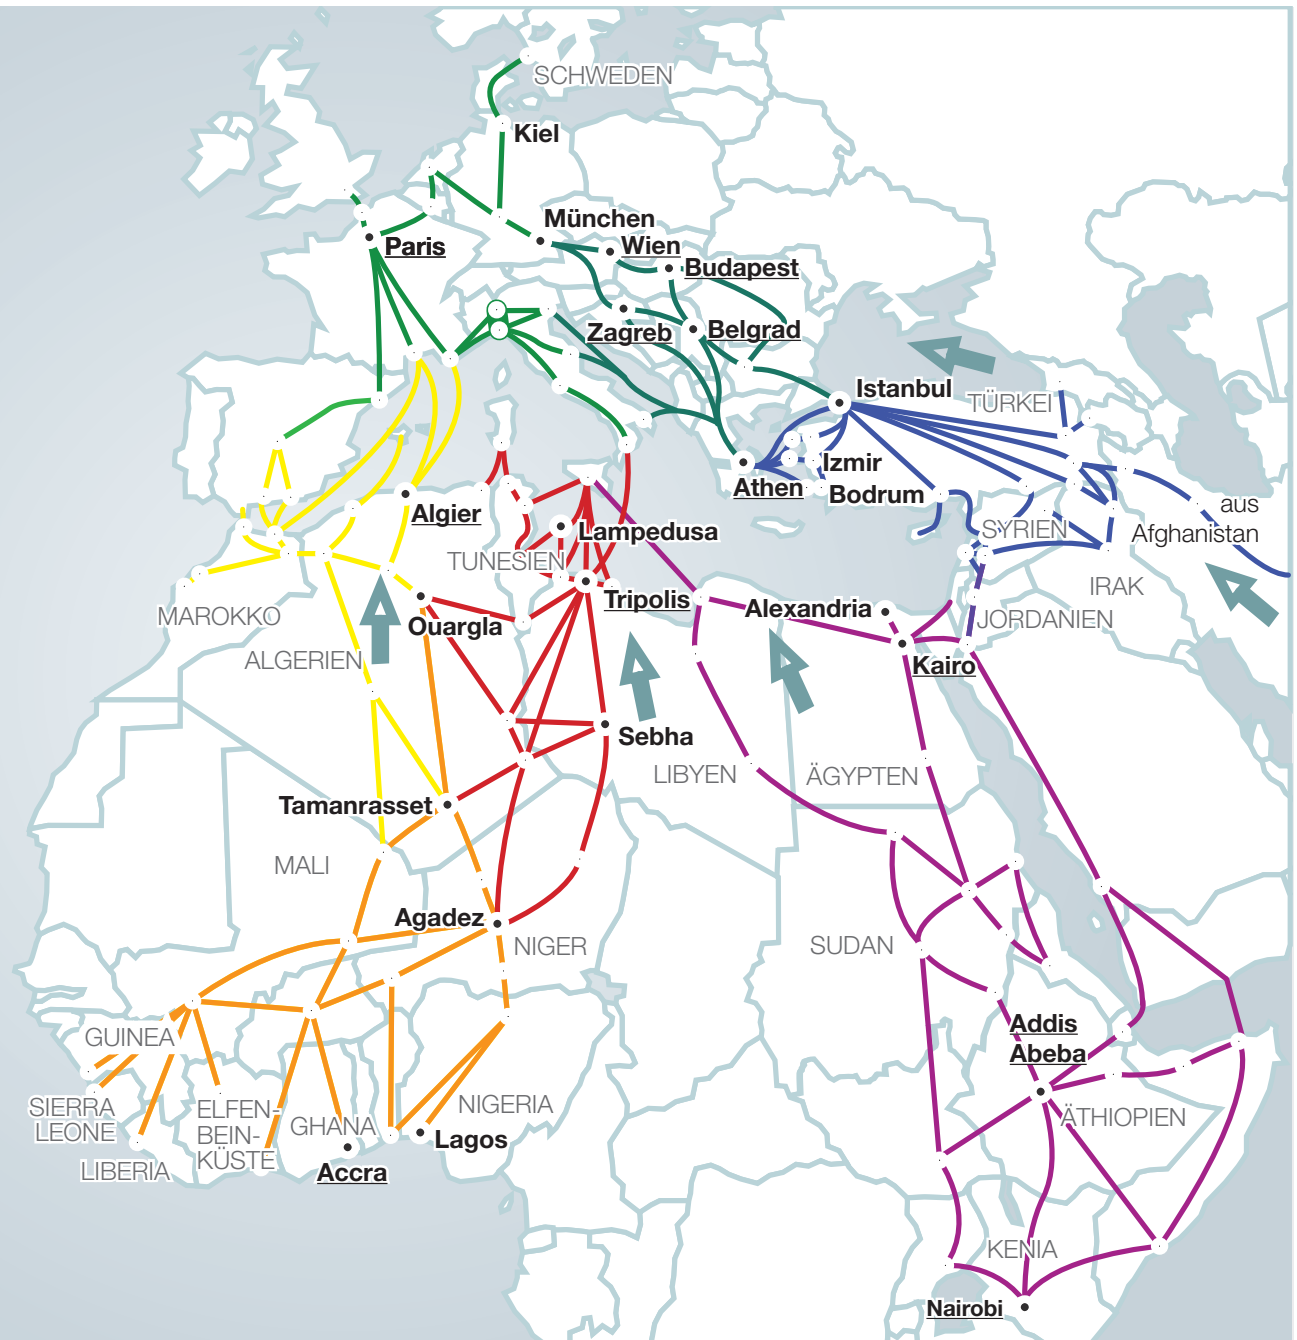 SCHWEDEN
Kiel
München
Wien
Paris
Budapest
Zagreb
Belgrad
Istanbul
TÜRKEI
Izmir
Athen
Bodrum
aus
Afghanistan
Algier
Lampedusa
SYRIEN
TUNESIEN
IRAK
Tripolis
Alexandria
JORDANIEN
MAROKKO
Ouargla
ALGERIEN
Kairo
Sebha
LIBYEN
ÄGYPTEN
Tamanrasset
MALI
Agadez
NIGER
SUDAN
GUINEA
Addis
Abeba
SIERRA
LEONE
ELFEN-
BEIN-
KÜSTE
GHANA
NIGERIA
ÄTHIOPIEN
Lagos
LIBERIA
Accra
KENIA
Nairobi